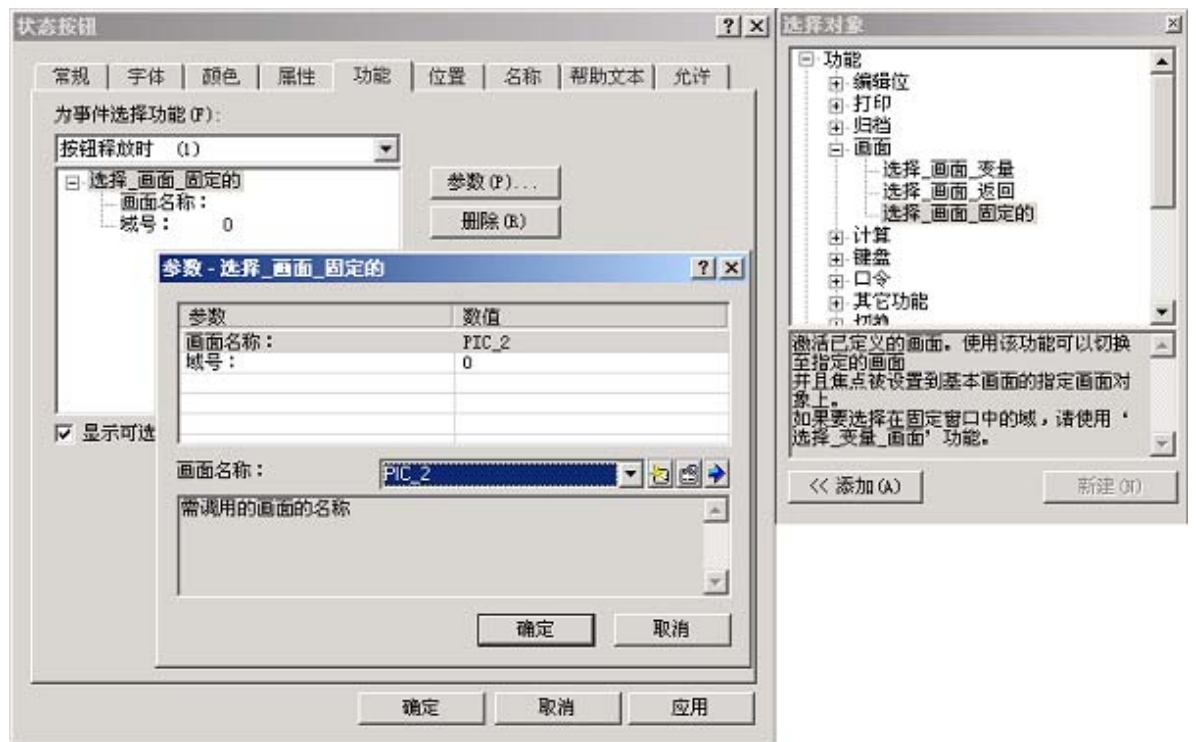 状态按钮
常规 字体 颜色 属性 功能 位置 名称 帮助文本 允许
为事件选择功能(F):
按钮释放时 (1)
选择_画面_固定的
画面名称：
域号： 0
参数(P)...
删除(R)
显示可选
参数 - 选择_画面_固定的
参数 数值
画面名称： PIC_2
域号： 0
画面名称： PIC_2
需调用的画面的名称
确定 取消
确定 取消 应用
选择对象
功能
编辑位
打印
归档
画面
选择_画面_变量
选择_画面_返回
选择_画面_固定的
计算
键盘
口令
其它功能
切换
激活已定义的画面。使用该功能可以切换
至指定的画面
并且焦点被设置到基本画面的指定画面对
象上。
如果要选择在固定窗口中的域，请使用‘
选择_变量_画面’功能。
<< 添加(A) 新建(N)